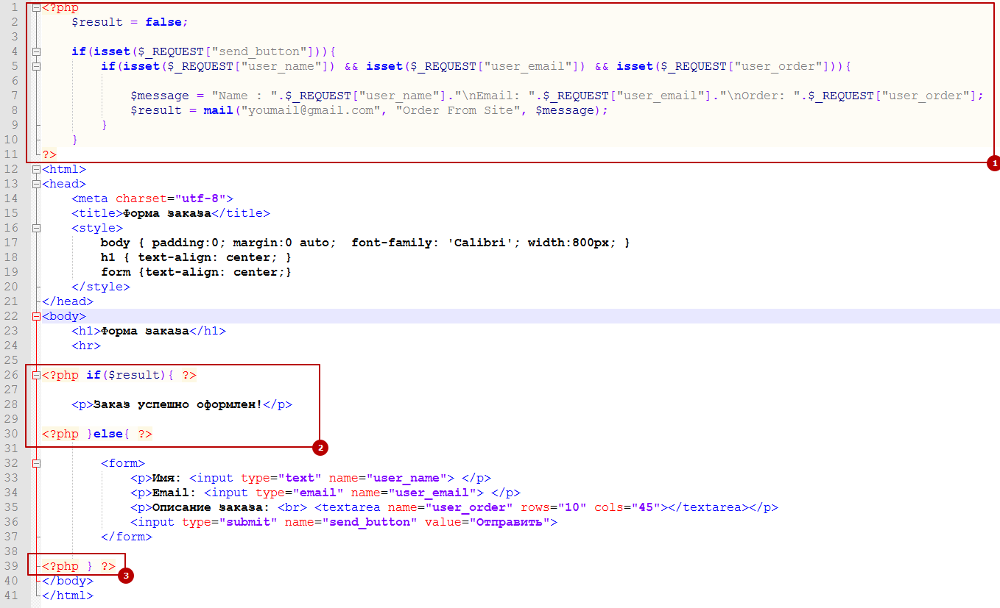 1 <?php
2 $result = false;
3
4 if(isset($_REQUEST["send_button"])){
5 if(isset($_REQUEST["user_name"]) && isset($_REQUEST["user_email"]) && isset($_REQUEST["user_order"])){
6
7 $message = "Name : ".$_REQUEST["user_name"]."\nEmail: ".$_REQUEST["user_email"]."\nOrder: ".$_REQUEST["user_order"];
8 $result = mail("youmail@gmail.com", "Order From Site", $message);
9 }
10 }
11 ?>
1
12 <html>
13 <head>
14 <meta charset="utf-8">
15 <title>Форма заказа</title>
16 <style>
17 body { padding:0; margin:0 auto;  font-family: 'Calibri'; width:800px; }
18 h1 { text-align: center; }
19 form {text-align: center;}
20 </style>
21 </head>
22 <body>
23 <h1>Форма заказа</h1>
24 <hr>
25
26 <?php if($result){ ?>
27
28 <p>Заказ успешно оформлен!</p>
29
30 <?php }else{ ?>
2
31
32 <form>
33 <p>Имя: <input type="text" name="user_name"> </p>
34 <p>Email: <input type="email" name="user_email"> </p>
35 <p>Описание заказа: <br> <textarea name="user_order" rows="10" cols="45"></textarea></p>
36 <input type="submit" name="send_button" value="Отправить">
37 </form>
38
39 <?php } ?>
3
40 </body>
41 </html>